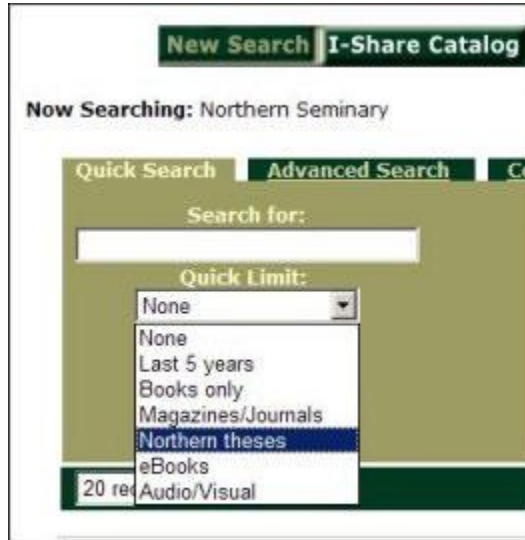 New Search I-Share Catalog
Now Searching: Northern Seminary
Quick Search Advanced Search
Search for:
Quick Limit:
None
None
Last 5 years
Books only
Magazines/Journals
Northern theses
eBooks
20
Audio/Visual